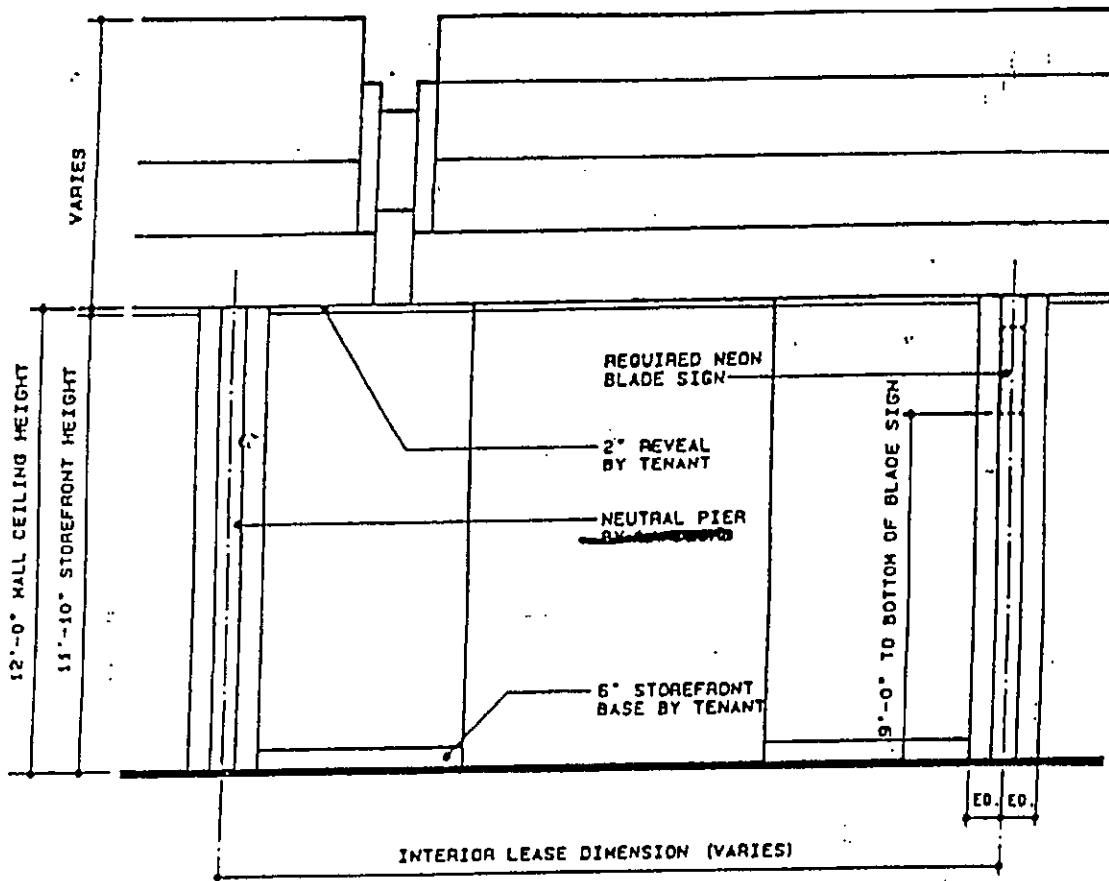 VARIES
12'-0" MALL CEILING HEIGHT
11'-10" STOREFRONT HEIGHT
REQUIRED NEON
BLADE SIGN
2" REVEAL
BY TENANT
NEUTRAL PIER
BY
9'-0" TO BOTTOM OF BLADE SIGN
6" STOREFRONT
BASE BY TENANT
EQ. EQ.
INTERIOR LEASE DIMENSION (VARIES)